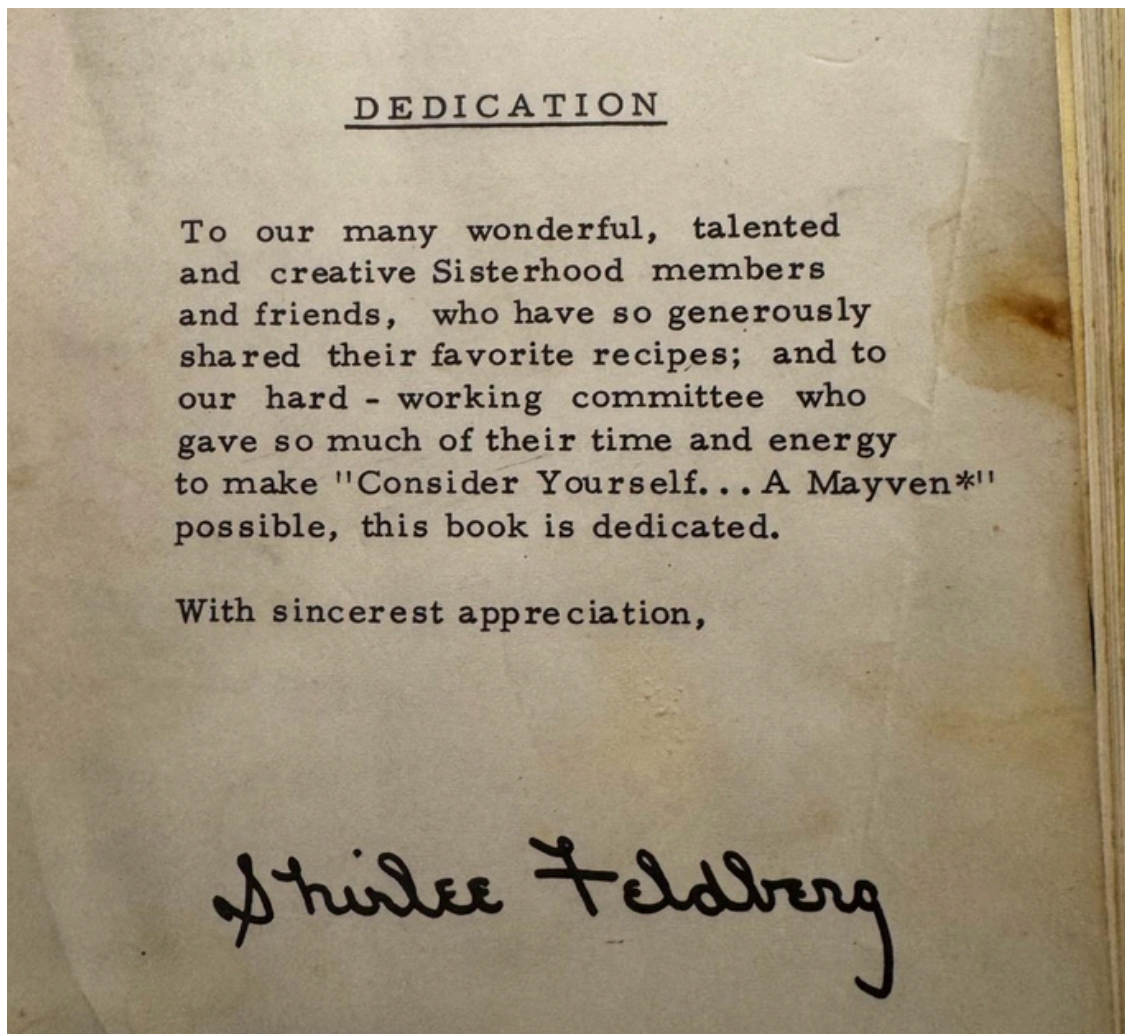 DEDICATION
To our many wonderful, talented
and creative Sisterhood members
and friends, who have so generously
shared their favorite recipes; and to
our hard - working committee who
gave so much of their time and energy
to make "Consider Yourself...A Mayven*"
possible, this book is dedicated.
With sincerest appreciation,
Shirlee Feldberg